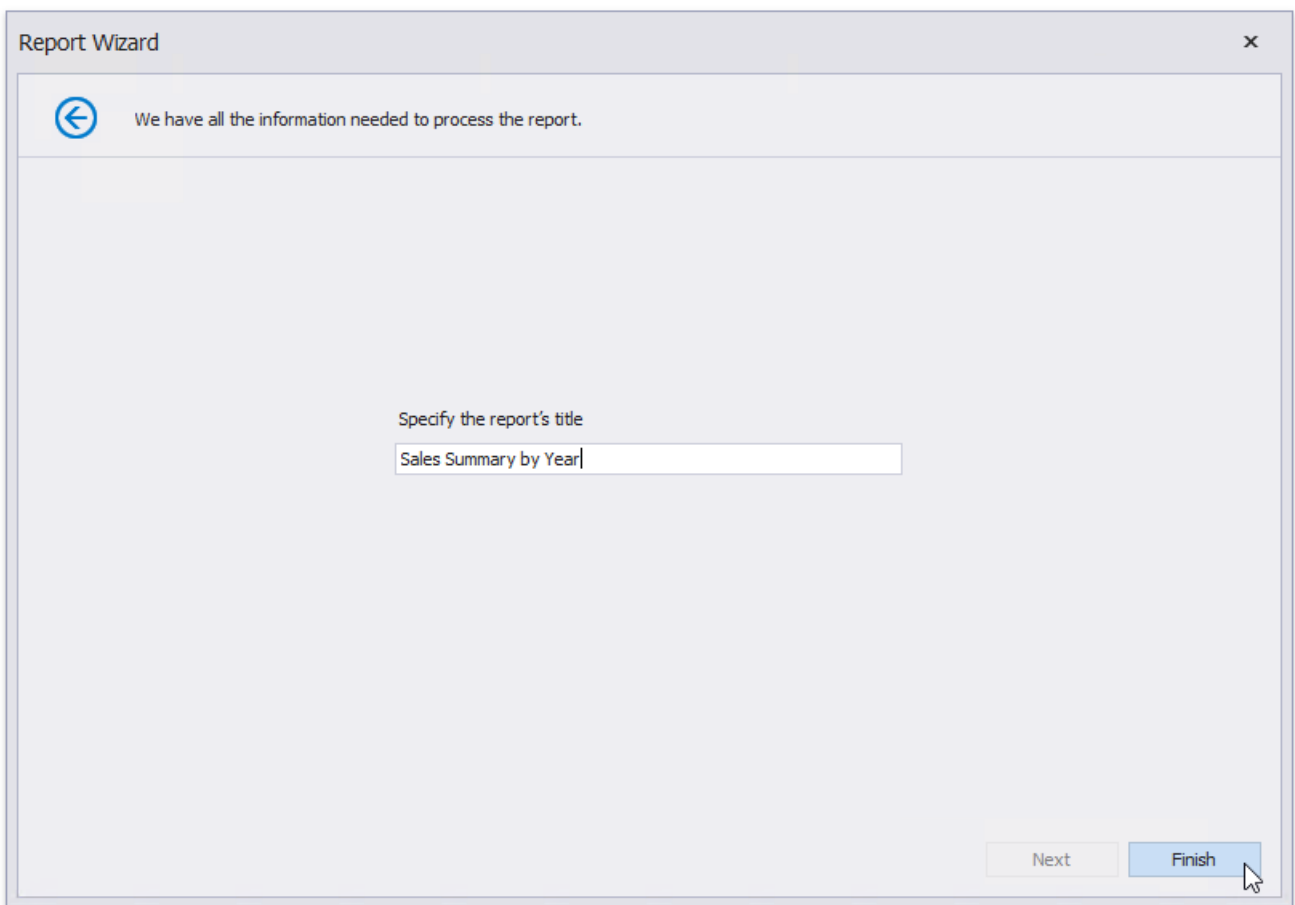 Report Wizard
We have all the information needed to process the report.
Specify the report's title
Sales Summary by Year
Next
Finish